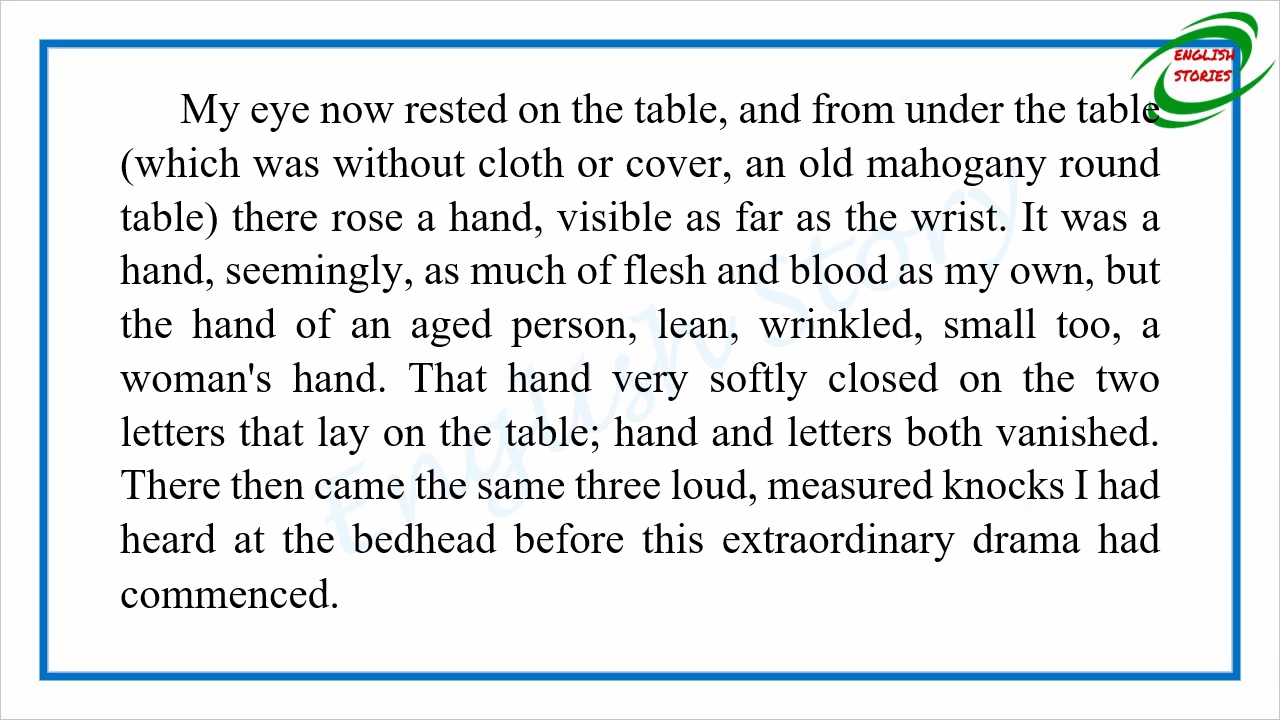 ENGLISH
STORIES
My eye now rested on the table, and from under the table
(which was without cloth or cover, an old mahogany round
table) there rose a hand, visible as far as the wrist. It was a
hand, seemingly, as much of flesh and blood as my own, but
the hand of an aged person, lean, wrinkled, small too, a
woman's hand. That hand very softly closed on the two
letters that lay on the table; hand and letters both vanished.
There then came the same three loud, measured knocks I had
heard at the bedhead before this extraordinary drama had
commenced.
English Story